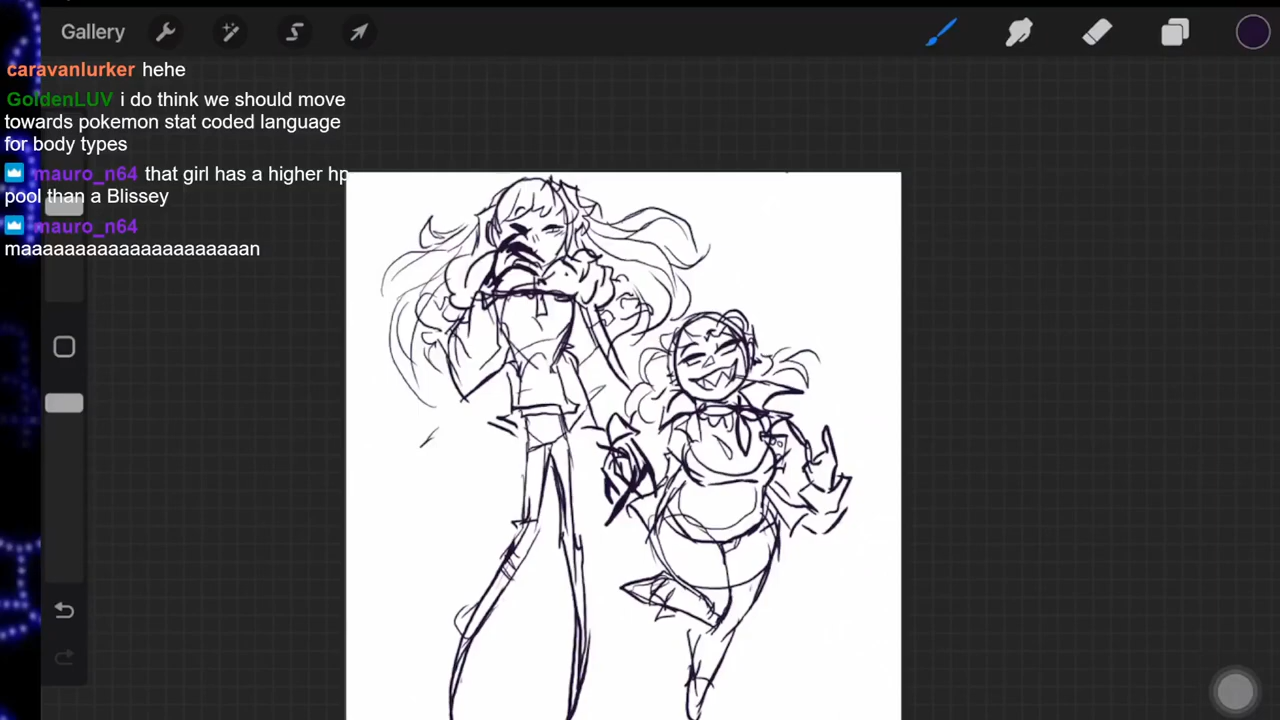 Gallery
caravanlurker hehe
GoldenLUV i do think we should move
towards pokemon stat coded language
for body types
mauro_n64 that girl has a higher hp
pool than a Blissey
mauro_n64
maaaaaaaaaaaaaaaaaaaan